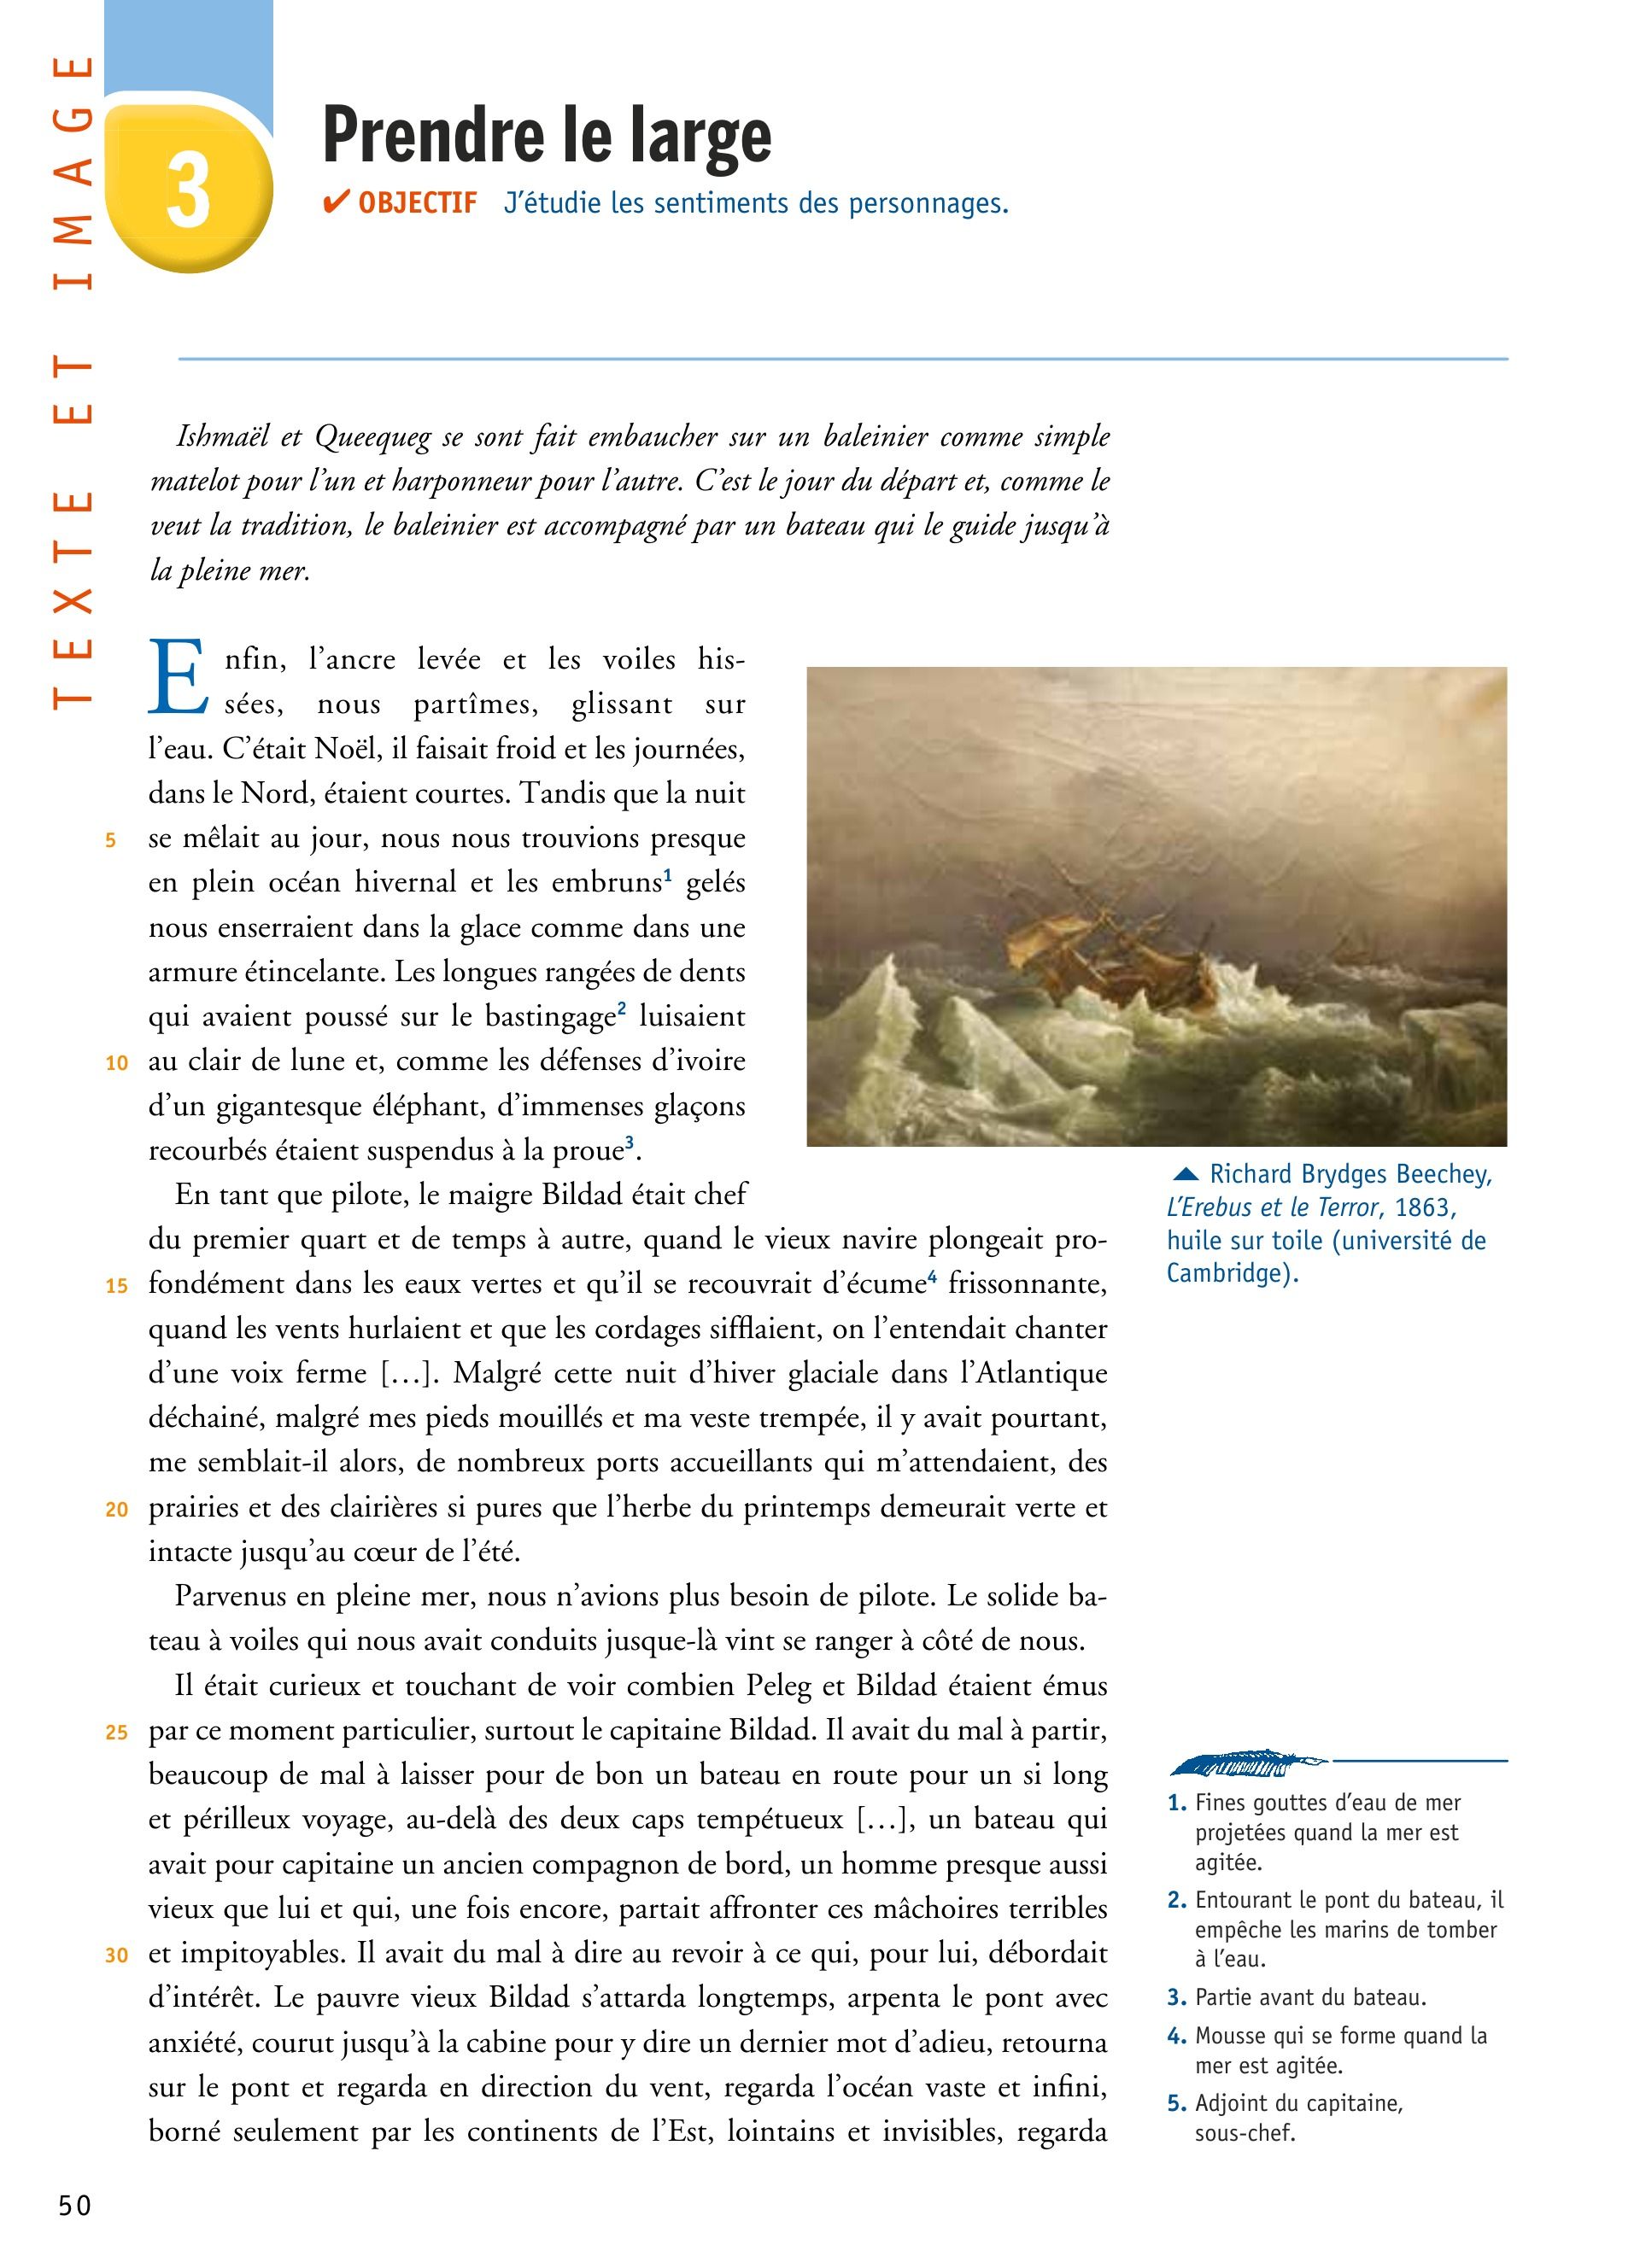 TEXTE ET IMAGE
3
Prendre le large
✔ OBJECTIF J’étudie les sentiments des personnages.
Ishmaël et Queequeg se sont fait embaucher sur un baleinier comme simple
matelot pour l’un et harponneur pour l’autre. C’est le jour du départ et, comme le
veut la tradition, le baleinier est accompagné par un bateau qui le guide jusqu’à
la pleine mer.
Enfin, l’ancre levée et les voiles his-
sées, nous partîmes, glissant sur
l’eau. C’était Noël, il faisait froid et les journées,
dans le Nord, étaient courtes. Tandis que la nuit
5 se mêlait au jour, nous nous trouvions presque
en plein océan hivernal et les embruns1 gelés
nous enserraient dans la glace comme dans une
armure étincelante. Les longues rangées de dents
qui avaient poussé sur le bastingage2 luisaient
10 au clair de lune et, comme les défenses d’ivoire
d’un gigantesque éléphant, d’immenses glaçons
recourbés étaient suspendus à la proue3.
En tant que pilote, le maigre Bildad était chef
du premier quart et de temps à autre, quand le vieux navire plongeait pro-
15 fondément dans les eaux vertes et qu’il se recouvrait d’écume4 frissonnante,
quand les vents hurlaient et que les cordages sifflaient, on l’entendait chanter
d’une voix ferme […]. Malgré cette nuit d’hiver glaciale dans l’Atlantique
déchainé, malgré mes pieds mouillés et ma veste trempée, il y avait pourtant,
me semblait-il alors, de nombreux ports accueillants qui m’attendaient, des
20 prairies et des clairières si pures que l’herbe du printemps demeurait verte et
intacte jusqu’au cœur de l’été.
Parvenus en pleine mer, nous n’avions plus besoin de pilote. Le solide ba-
teau à voiles qui nous avait conduits jusque-là vint se ranger à côté de nous.
Il était curieux et touchant de voir combien Peleg et Bildad étaient émus
25 par ce moment particulier, surtout le capitaine Bildad. Il avait du mal à partir,
beaucoup de mal à laisser pour de bon un bateau en route pour un si long
et périlleux voyage, au-delà des deux caps tempétueux […], un bateau qui
avait pour capitaine un ancien compagnon de bord, un homme presque aussi
vieux que lui et qui, une fois encore, partait affronter ces mâchoires terribles
30 et impitoyables. Il avait du mal à dire au revoir à ce qui, pour lui, débordait
d’intérêt. Le pauvre vieux Bildad s’attarda longtemps, arpenta le pont avec
anxiété, courut jusqu’à la cabine pour y dire un dernier mot d’adieu, retourna
sur le pont et regarda en direction du vent, regarda l’océan vaste et infini,
borné seulement par les continents de l’Est, lointains et invisibles, regarda
Richard Brydges Beechey,
L’Erebus et le Terror, 1863,
huile sur toile (université de
Cambridge).
1. Fines gouttes d’eau de mer
projetées quand la mer est
agitée.
2. Entourant le pont du bateau, il
empêche les marins de tomber
à l’eau.
3. Partie avant du bateau.
4. Mousse qui se forme quand la
mer est agitée.
5. Adjoint du capitaine,
sous-chef.
50